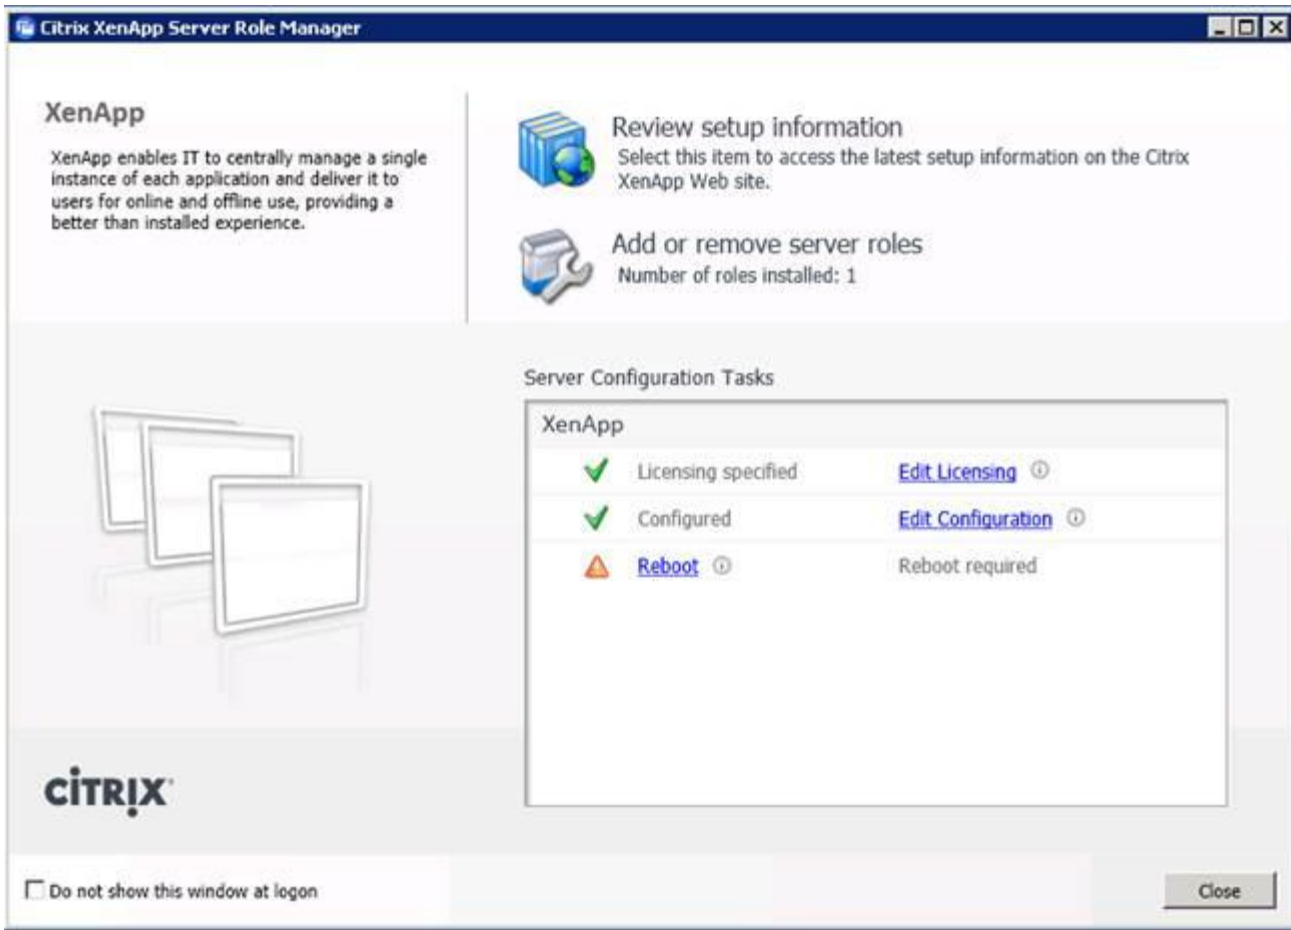 Citrix XenApp Server Role Manager
XenApp
XenApp enables IT to centrally manage a single
instance of each application and deliver it to
users for online and offline use, providing a
better than installed experience.
Review setup information
Select this item to access the latest setup information on the Citrix
XenApp Web site.
Add or remove server roles
Number of roles installed: 1
Server Configuration Tasks
XenApp
Licensing specified Edit Licensing
Configured Edit Configuration
Reboot Reboot required
CITRIX
Do not show this window at logon
Close